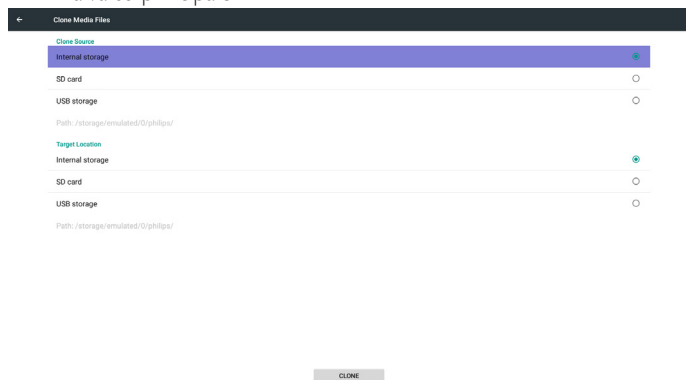 ← Clone Media Files
Clone Source
Internal storage
SD card
USB storage
Path: /storage/emulated/0/philips/
Target Location
Internal storage
SD card
USB storage
Path: /storage/emulated/0/philips/
CLONE